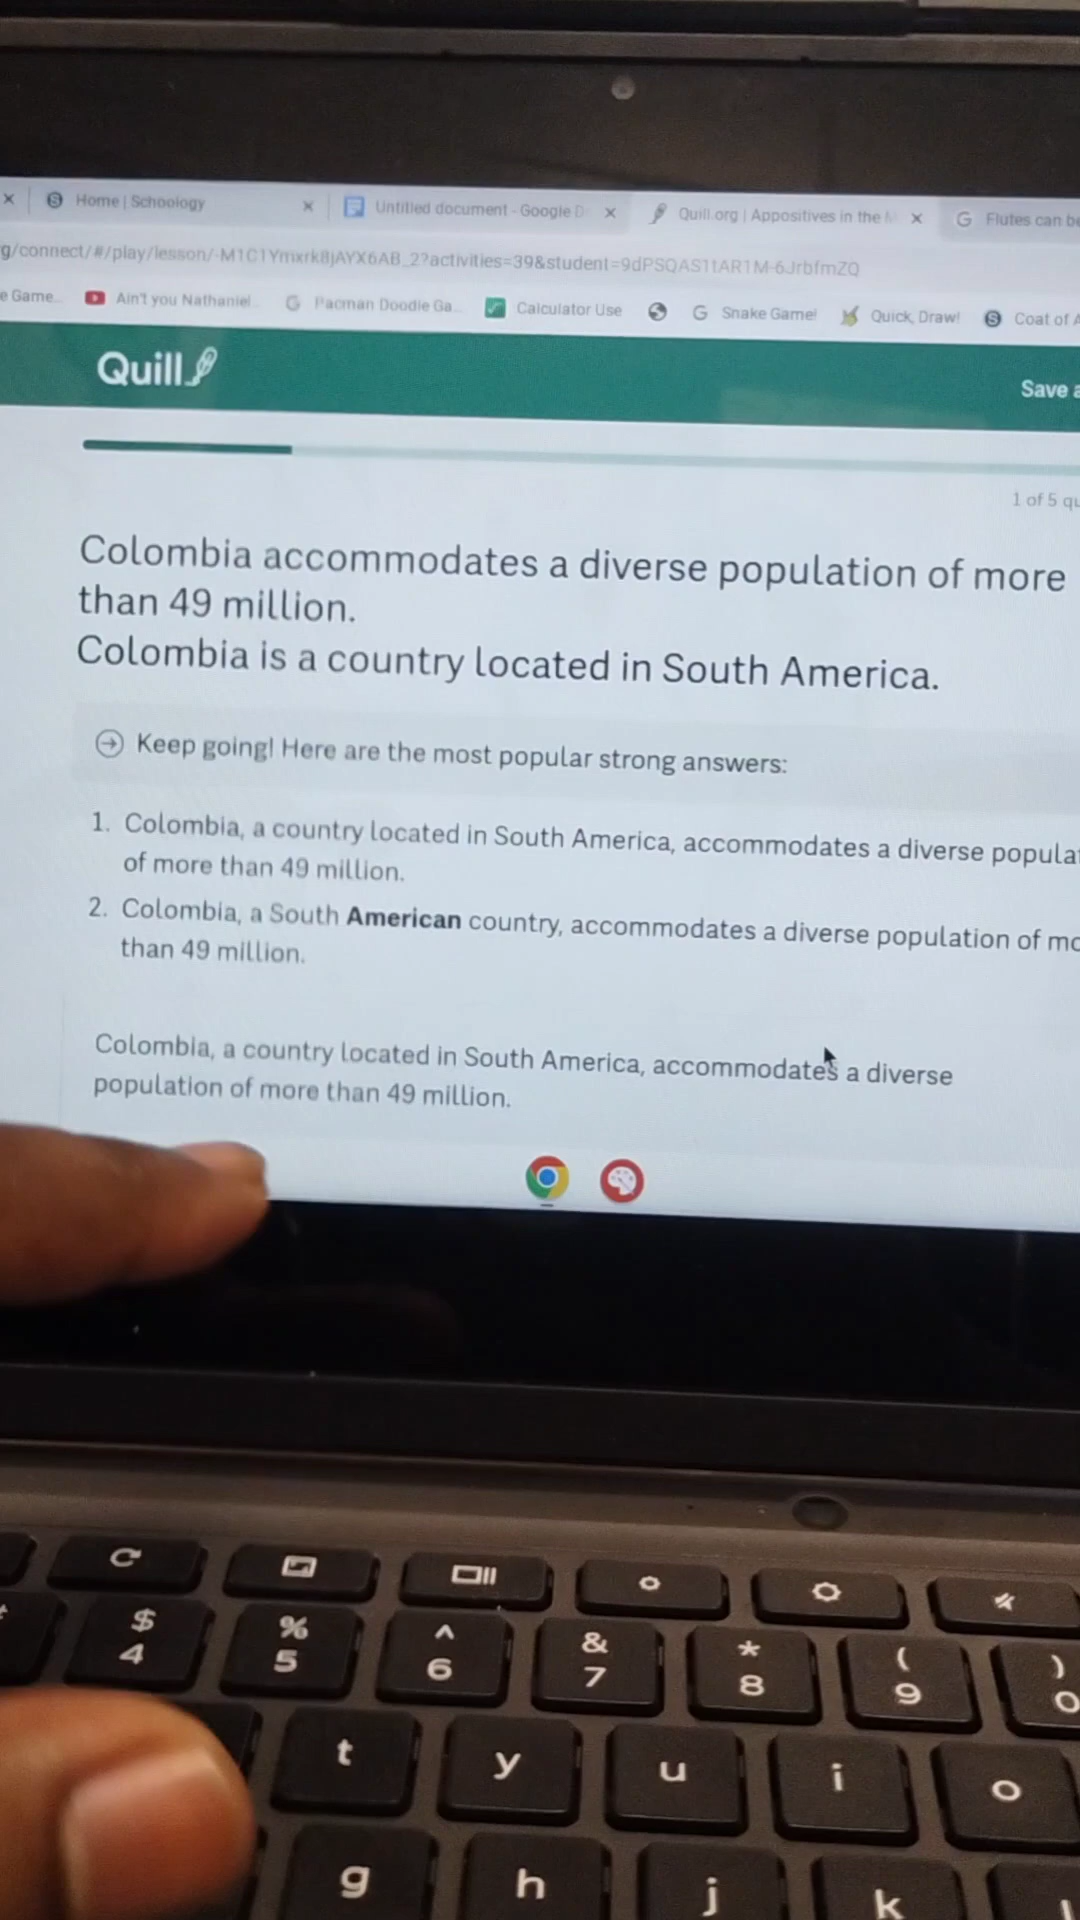 Home | Schoology
Untitled document - Google D
Quill.org | Appositives in the M
Flutes can be
g/connect/#/play/lesson/-M1C1Ymxrk8jAYX6AB_2?activities=39&student=9dPSQAS1tAR1M-6JrbfmZQ
e Game...
Ain't you Nathaniel...
Pacman Doodle Ga...
Calculator Use
Snake Game!
Quick, Draw!
Coat of A
Quill
Save a
1 of 5 qu
Colombia accommodates a diverse population of more
than 49 million.
Colombia is a country located in South America.
Keep going! Here are the most popular strong answers:
1. Colombia, a country located in South America, accommodates a diverse populat
of more than 49 million.
2. Colombia, a South American country, accommodates a diverse population of mo
than 49 million.
Colombia, a country located in South America, accommodates a diverse
population of more than 49 million.
$ % ^ & * ( )
4 5 6 7 8 9 0
t y u i o
g h j k l